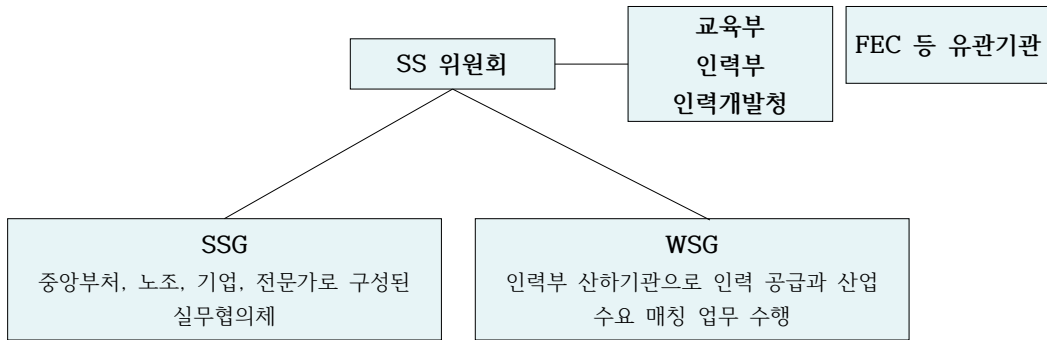 교육부
인력부
인력개발청
FEC 등 유관기관
SS 위원회
SSG
중앙부처, 노조, 기업, 전문가로 구성된
실무협의체
WSG
인력부 산하기관으로 인력 공급과 산업
수요 매칭 업무 수행